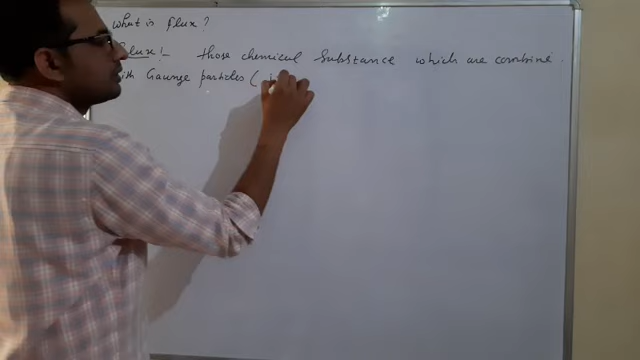 What is flux?
Flux:- Those chemical substance which are combine
with Gaunge particles (